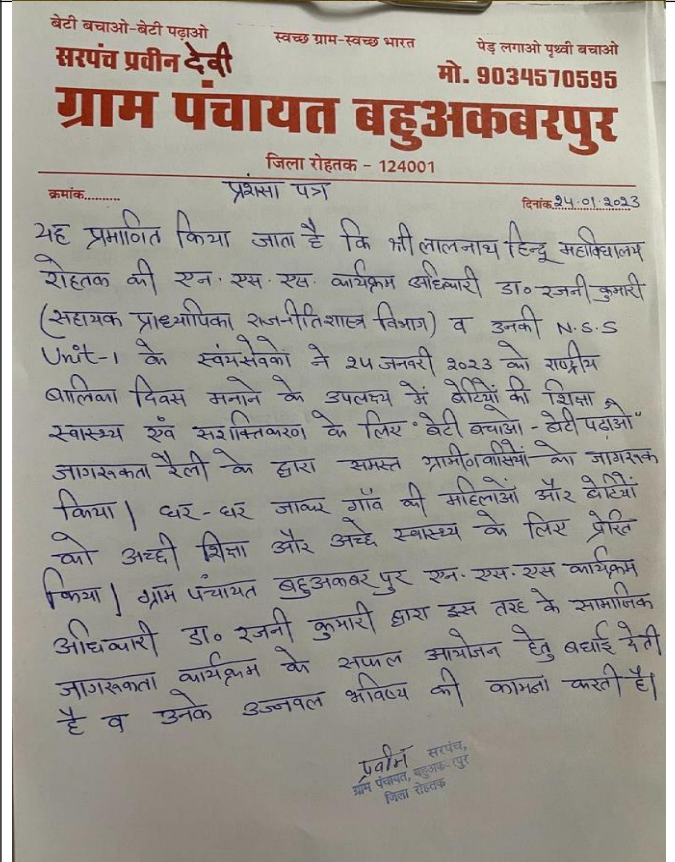 बेटी बचाओ-बेटी पढ़ाओ
स्वच्छ ग्राम-स्वच्छ भारत
पेड़ लगाओ पृथ्वी बचाओ
सरपंच प्रवीन देवी
मो. 9034570595
ग्राम पंचायत बहुअकबरपुर
जिला रोहतक - 124001
क्रमांक..........
प्रशंसा पत्र
दिनांक 24.01.2023
यह प्रमाणित किया जाता है कि श्री लालनाथ हिन्दू महाविद्यालय
रोहतक की एन.एस.एस. कार्यक्रम अधिकारी डा० रजनी कुमारी
(सहायक प्राध्यापिका राजनीतिशास्त्र विभाग) व उनकी N.S.S
Unit-1 के स्वंयसेवकों ने 24 जनवरी 2023 को राष्ट्रीय
बालिका दिवस मनाने के उपलक्ष्य में बेटियों की शिक्षा,
स्वास्थ्य एवं सशक्तिकरण के लिए "बेटी बचाओ - बेटी पढ़ाओ"
जागरूकता रैली के द्वारा समस्त ग्रामीणवासियों को जागरूक
किया। घर-घर जाकर गाँव की महिलाओं और बेटियों
को अच्छी शिक्षा और अच्छे स्वास्थ्य के लिए प्रेरित
किया। ग्राम पंचायत बहुअकबरपुर एन.एस.एस कार्यक्रम
अधिकारी डा० रजनी कुमारी द्वारा इस तरह के सामाजिक
जागरूकता कार्यक्रम के सफल आयोजन हेतु बधाई देती
है व उनके उज्जवल भविष्य की कामना करती है।
प्रवीन सरपंच,
ग्राम पंचायत, बहुअकबरपुर
जिला रोहतक